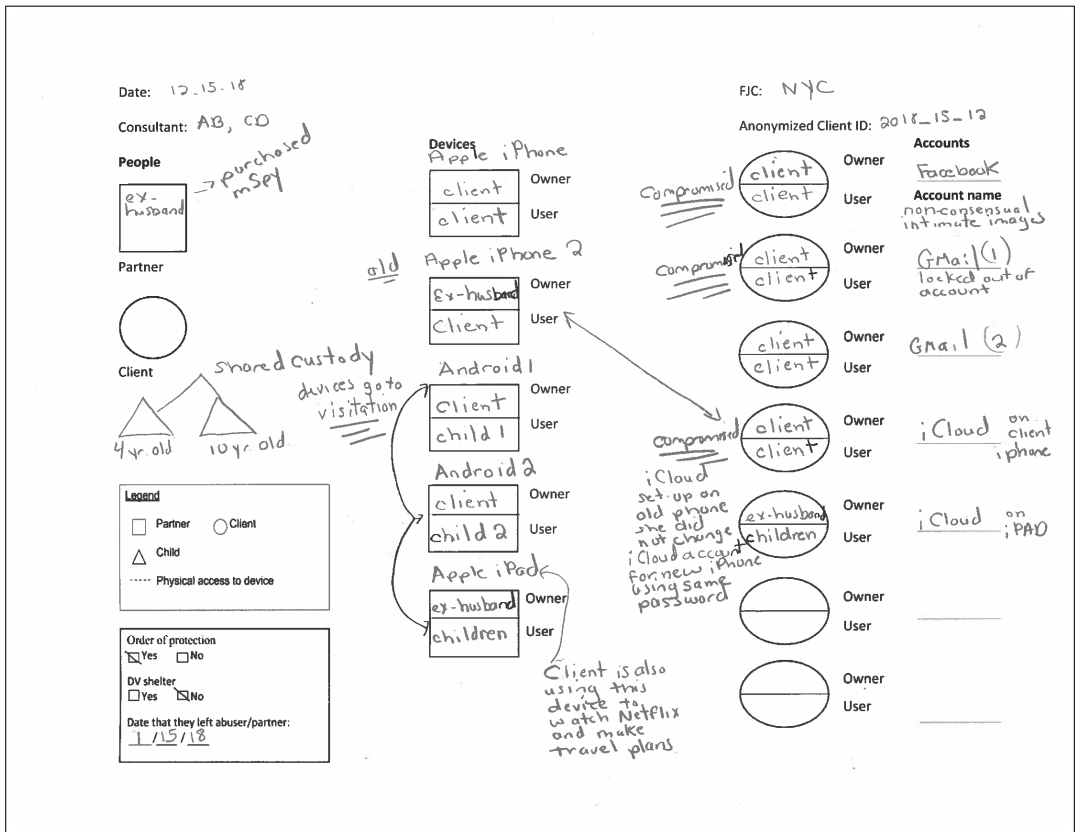 Date: 12-15-18
Consultant: AB, CD
People
ex-
husband
→ purchased
mSpy
Partner
Client
shared custody
devices go to
visitation
4 yr. old
10 yr. old
Legend
Partner
Client
Child
----- Physical access to device
Order of protection
Yes
No
DV shelter
Yes
No
Date that they left abuser/partner:
1/15/18
Devices
Apple iPhone
client
Owner
client
User
old
Apple iPhone 2
Ex-husband
Owner
Client
User
Android 1
Client
Owner
child 1
User
Android 2
client
Owner
child 2
User
Apple iPad
ex-husband
Owner
children
User
Client is also
using this
device to
watch Netflix
and make
travel plans
FJC: NYC
Anonymized Client ID: 2018_15_12
Accounts
Compromised
client
Owner
client
User
Facebook
Account name
non-consensual
intimate images
Compromised
client
Owner
client
User
GMail (1)
locked out of
account
client
Owner
client
User
GMail (2)
compromised
client
Owner
client
User
iCloud
on
client
iphone
iCloud
set-up on
old phone
she did
not change
iCloud account
for new iPhone
using same
password
ex-husband
Owner
children
User
iCloud
on
iPAD
Owner
User
Owner
User